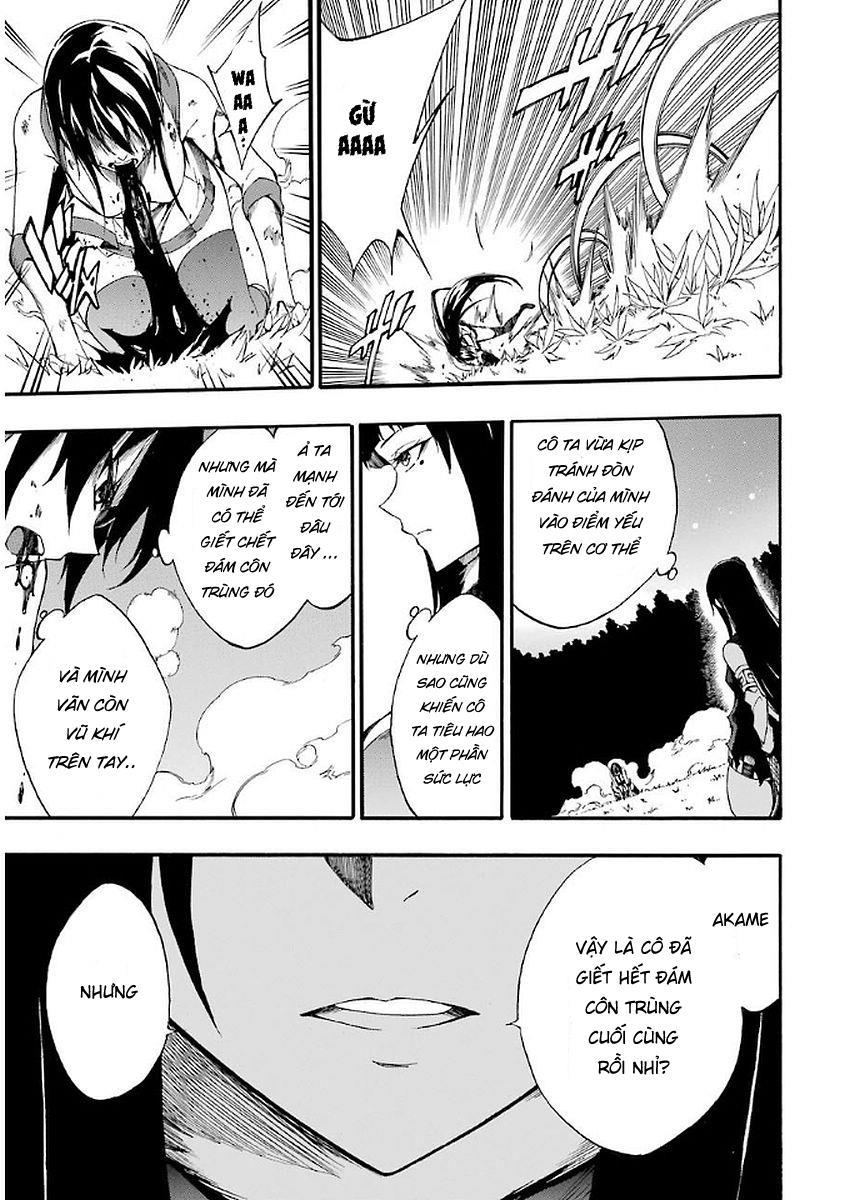 GỪ
AAAA
WA
AA
A..
CÔ TA VỪA KỊP
TRÁNH ĐÒN
ĐÁNH CỦA MÌNH
VÀO ĐIỂM YẾU
TRÊN CƠ THỂ
NHƯNG DÙ
SAO CŨNG
KHIẾN CÔ
TA TIÊU HAO
MỘT PHẦN
SỨC LỰC
Ả TA
MẠNH
ĐẾN TỚI
ĐÂU
ĐÂY ...
NHƯNG MÀ
MÌNH ĐÃ
CÓ THỂ
GIẾT CHẾT
ĐÁM CÔN
TRÙNG ĐÓ
VÀ MÌNH
VẪN CÒN
VŨ KHÍ
TRÊN TAY..
AKAME
VẬY LÀ CÔ ĐÃ
GIẾT HẾT ĐÁM
CÔN TRÙNG
CUỐI CÙNG
RỒI NHỈ?
NHƯNG